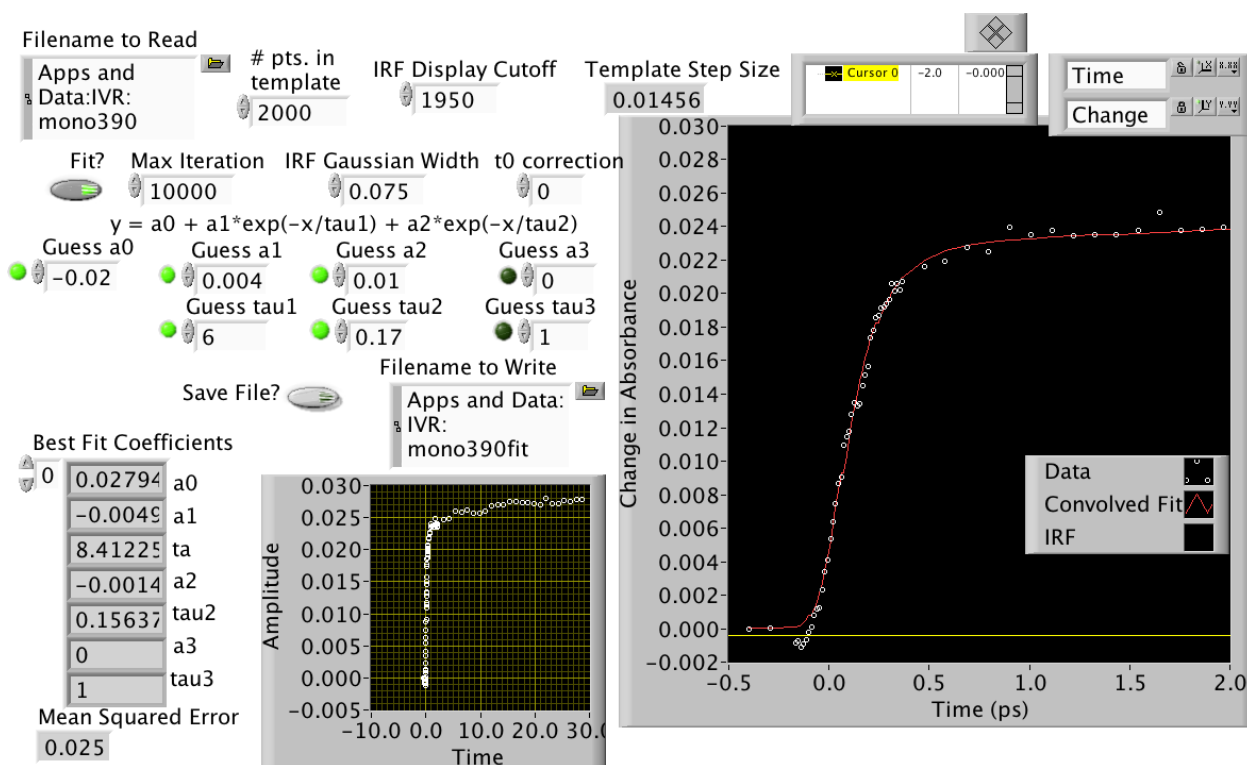 Filename to Read
Apps and
Data:IVR:
mono390
# pts. in
template
2000
IRF Display Cutoff
1950
Template Step Size
0.01456
Cursor 0 -2.0 -0.000
Time
Change
Fit?
Max Iteration
10000
IRF Gaussian Width
0.075
t0 correction
0
y = a0 + a1*exp(-x/tau1) + a2*exp(-x/tau2)
Guess a0
-0.02
Guess a1
0.004
Guess a2
0.01
Guess a3
0
Guess tau1
6
Guess tau2
0.17
Guess tau3
1
Save File?
Filename to Write
Apps and Data:
IVR:
mono390fit
Best Fit Coefficients
0
0.02794 a0
-0.0049 a1
8.41225 ta
-0.0014 a2
0.15637 tau2
0 a3
1 tau3
Mean Squared Error
0.025
Amplitude
0.030
0.025
0.020
0.015
0.010
0.005
0.000
-0.005
-10.0 0.0 10.0 20.0 30.0
Time
Change in Absorbance
0.030
0.028
0.026
0.024
0.022
0.020
0.018
0.016
0.014
0.012
0.010
0.008
0.006
0.004
0.002
0.000
-0.002
-0.5 0.0 0.5 1.0 1.5 2.0
Time (ps)
Data
Convolved Fit
IRF